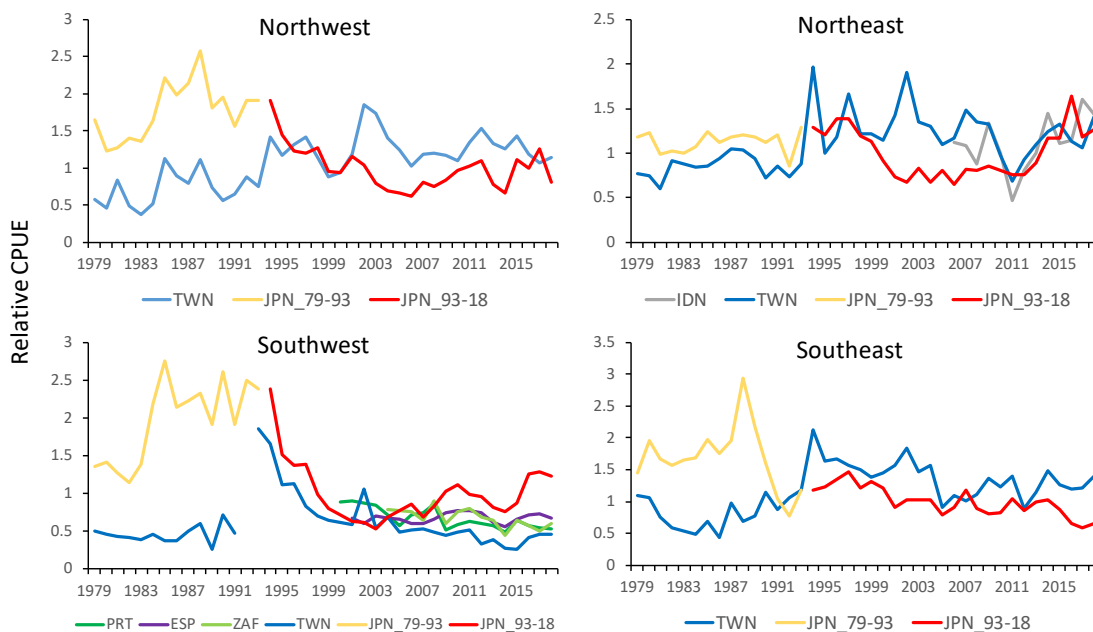 Relative CPUE
Northwest
3
2.5
2
1.5
1
0.5
0
1979 1983 1987 1991 1995 1999 2003 2007 2011 2015
TWN JPN_79-93 JPN_93-18
Northeast
2.5
2
1.5
1
0.5
0
1979 1983 1987 1991 1995 1999 2003 2007 2011 2015
IDN TWN JPN_79-93 JPN_93-18
Southwest
3
2.5
2
1.5
1
0.5
0
1979 1983 1987 1991 1995 1999 2003 2007 2011 2015
PRT ESP ZAF TWN JPN_79-93 JPN_93-18
Southeast
3.5
3
2.5
2
1.5
1
0.5
0
1979 1983 1987 1991 1995 1999 2003 2007 2011 2015
TWN JPN_79-93 JPN_93-18